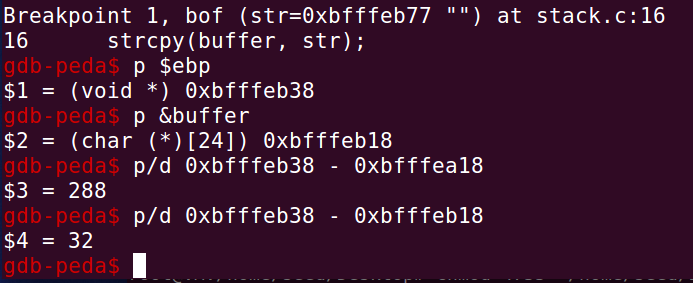 Breakpoint 1, bof (str=0xbfffeb77 "") at stack.c:16
16      strcpy(buffer, str);
gdb-peda$ p $ebp
$1 = (void *) 0xbfffeb38
gdb-peda$ p &buffer
$2 = (char (*)[24]) 0xbfffeb18
gdb-peda$ p/d 0xbfffeb38 - 0xbfffea18
$3 = 288
gdb-peda$ p/d 0xbfffeb38 - 0xbfffeb18
$4 = 32
gdb-peda$